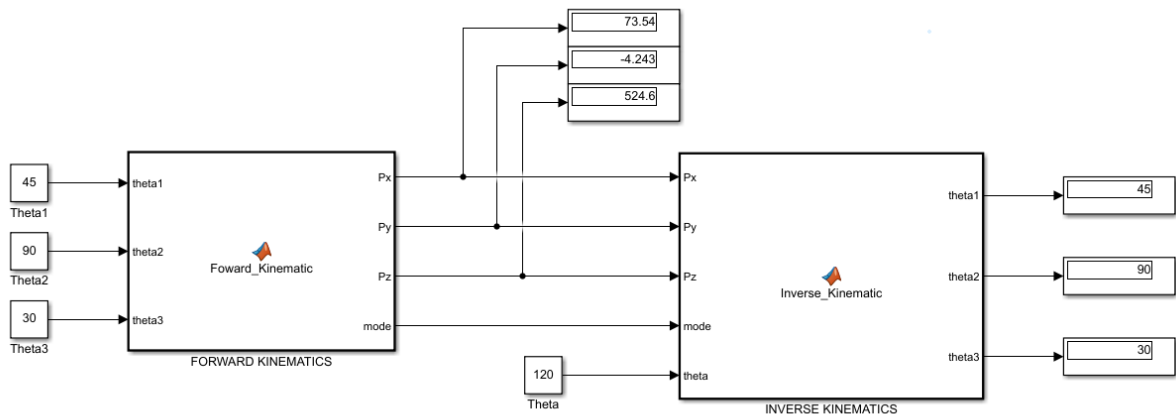 73.54
-4.243
524.6
45
Theta1
90
Theta2
30
Theta3
theta1
theta2
theta3
Foward_Kinematic
Px
Py
Pz
mode
FORWARD KINEMATICS
120
Theta
Px
Py
Pz
mode
theta
Inverse_Kinematic
theta1
theta2
theta3
INVERSE KINEMATICS
45
90
30